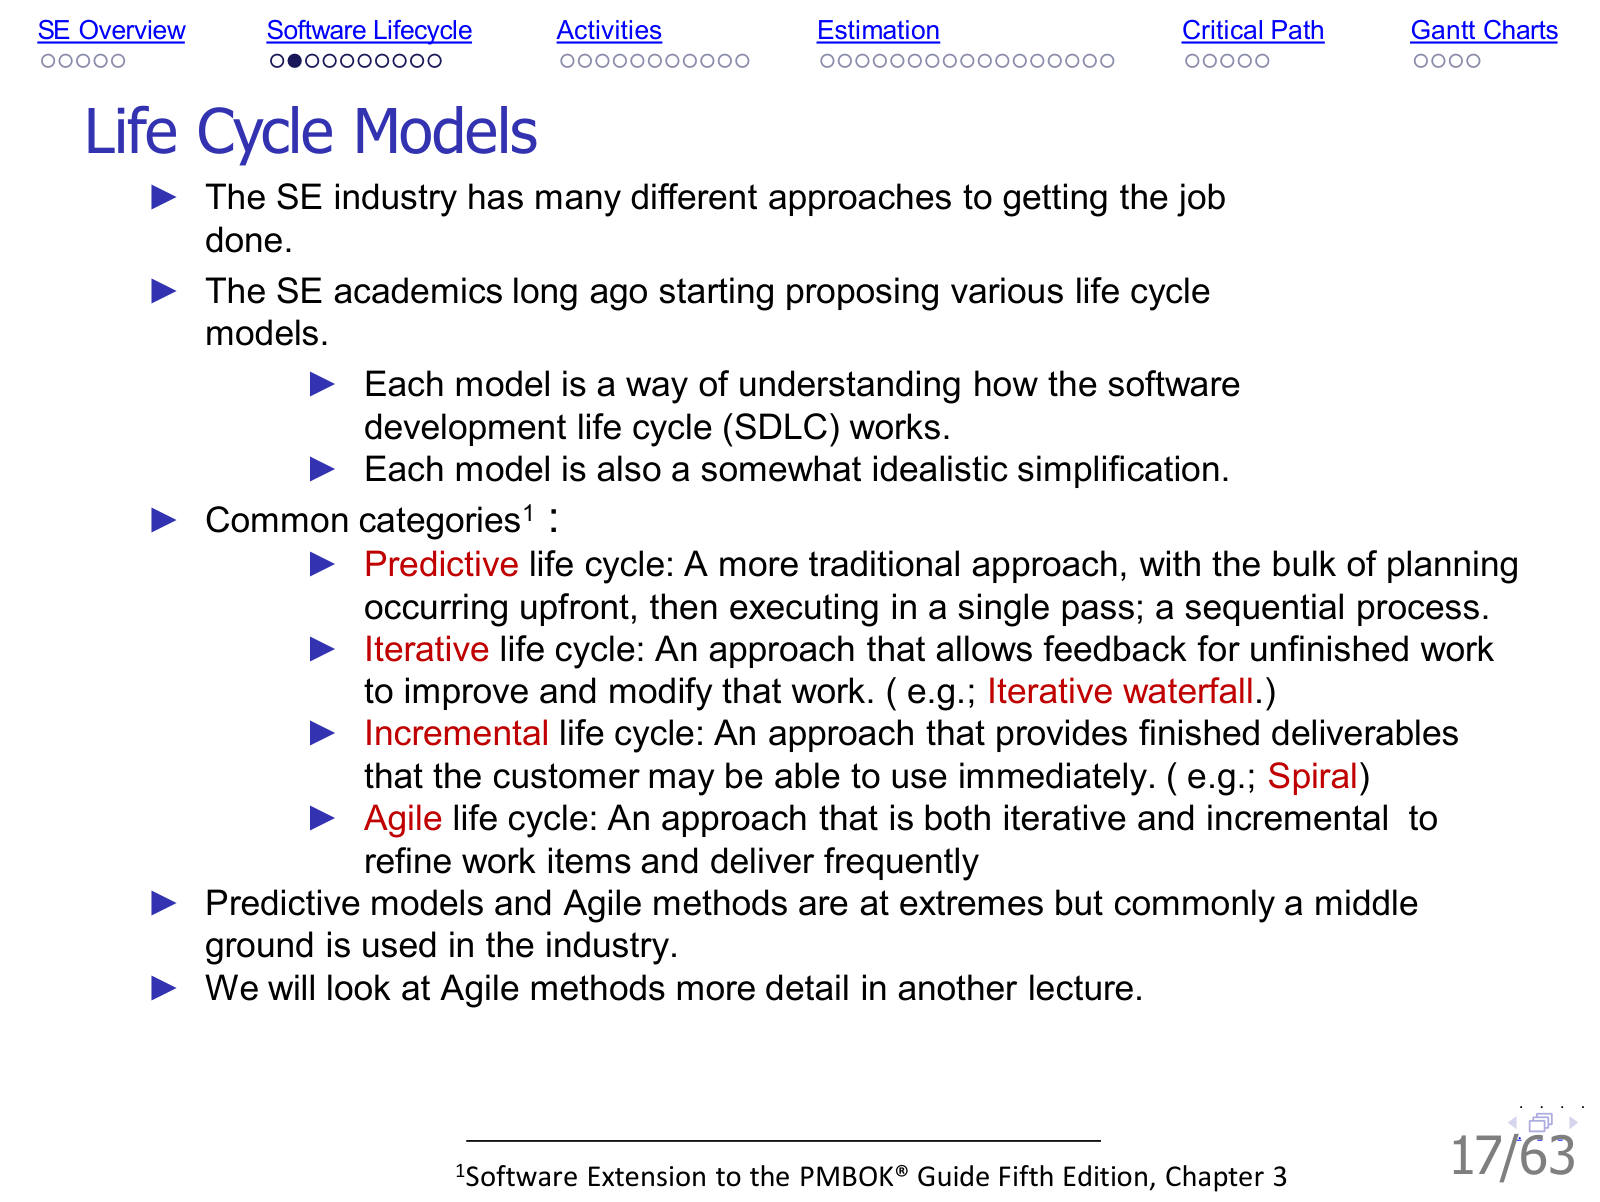 SE Overview Software Lifecycle Activities Estimation Critical Path Gantt Charts
Life Cycle Models
► The SE industry has many different approaches to getting the job
done.
► The SE academics long ago starting proposing various life cycle
models.
► Each model is a way of understanding how the software
development life cycle (SDLC) works.
► Each model is also a somewhat idealistic simplification.
► Common categories¹ :
► Predictive life cycle: A more traditional approach, with the bulk of planning
occurring upfront, then executing in a single pass; a sequential process.
► Iterative life cycle: An approach that allows feedback for unfinished work
to improve and modify that work. ( e.g.; Iterative waterfall.)
► Incremental life cycle: An approach that provides finished deliverables
that the customer may be able to use immediately. ( e.g.; Spiral)
► Agile life cycle: An approach that is both iterative and incremental to
refine work items and deliver frequently
► Predictive models and Agile methods are at extremes but commonly a middle
ground is used in the industry.
► We will look at Agile methods more detail in another lecture.
¹Software Extension to the PMBOK® Guide Fifth Edition, Chapter 3
17/63